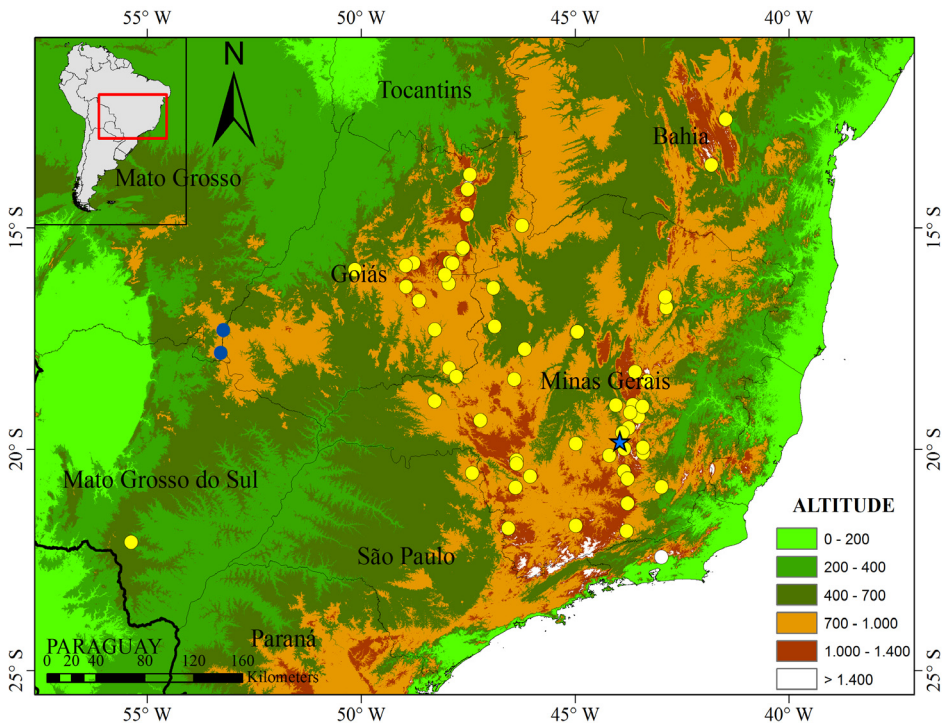 55° W 50° W 45° W 40° W
N
Tocantins
Bahia
Mato Grosso
15° S 15° S
Goiás
Minas Gerais
20° S 20° S
Mato Grosso do Sul
ALTITUDE
0 - 200
200 - 400
400 - 700
700 - 1.000
1.000 - 1.400
> 1.400
São Paulo
Paraná
PARAGUAY
0 20 40 80 120 160
Kilometers
25° S 25° S
55° W 50° W 45° W 40° W